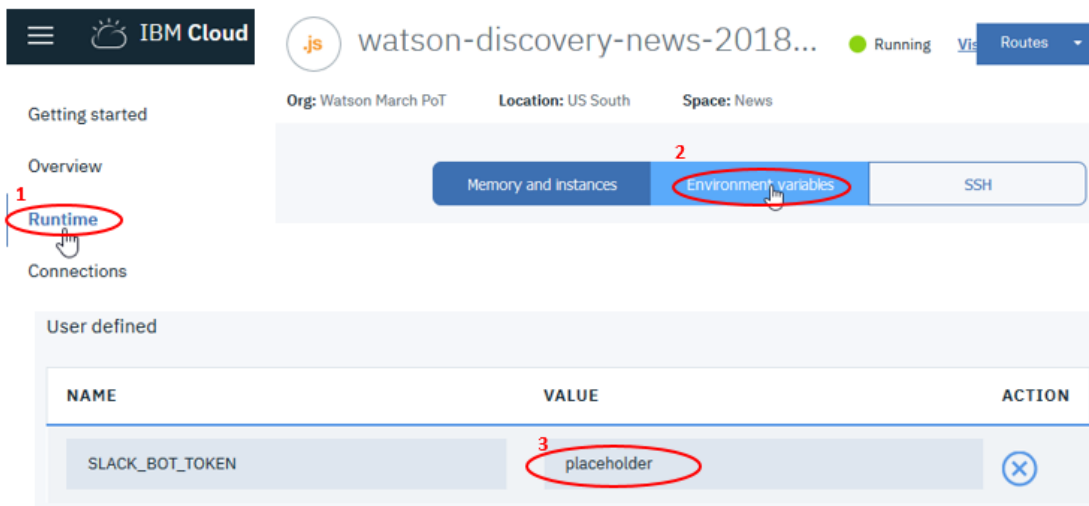 IBM Cloud
.js
watson-discovery-news-2018...
Running
Vis
Routes
Org: Watson March PoT
Location: US South
Space: News
Getting started
Overview
1
Runtime
Connections
2
Memory and instances
Environment variables
SSH
User defined
NAME VALUE ACTION
3
SLACK_BOT_TOKEN placeholder